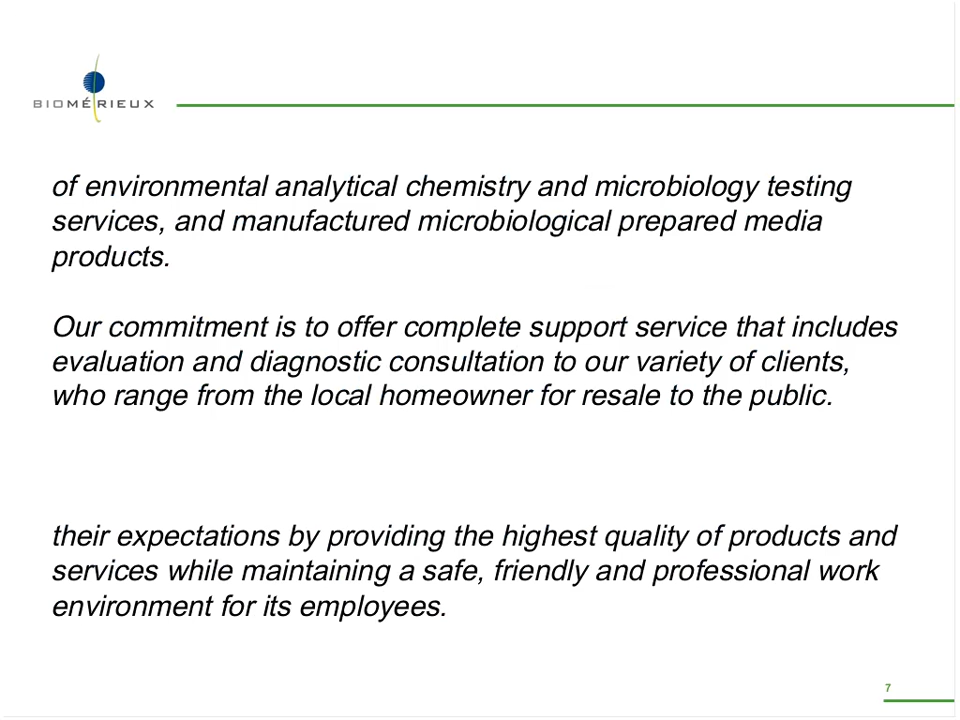 BIOMÉRIEUX
of environmental analytical chemistry and microbiology testing
services, and manufactured microbiological prepared media
products.
Our commitment is to offer complete support service that includes
evaluation and diagnostic consultation to our variety of clients,
who range from the local homeowner for resale to the public.
their expectations by providing the highest quality of products and
services while maintaining a safe, friendly and professional work
environment for its employees.
7